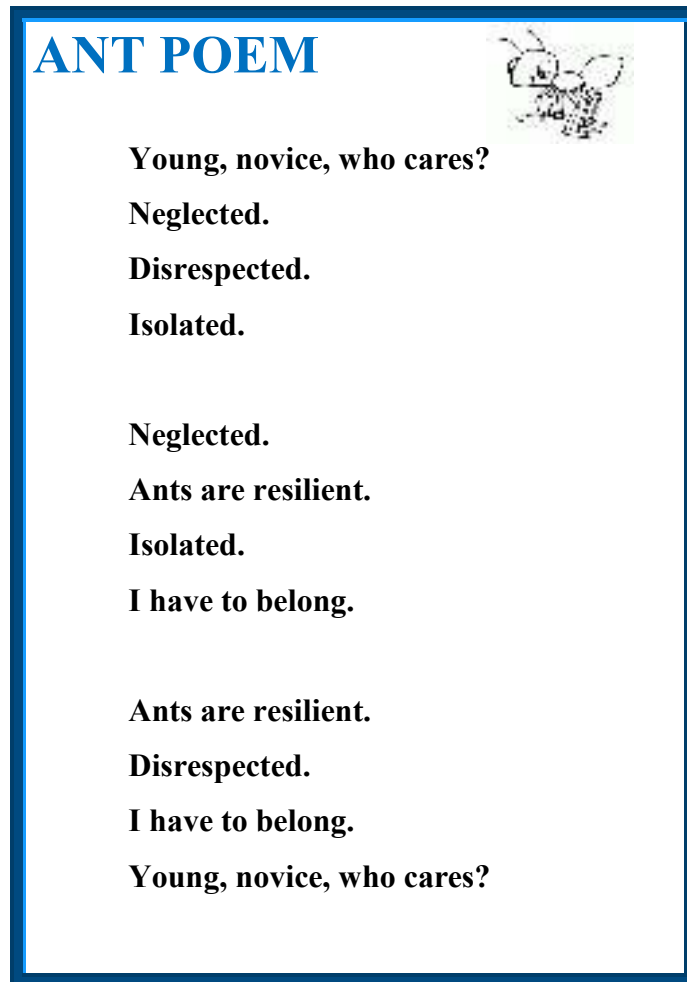 ANT POEM
Young, novice, who cares?
Neglected.
Disrespected.
Isolated.
Neglected.
Ants are resilient.
Isolated.
I have to belong.
Ants are resilient.
Disrespected.
I have to belong.
Young, novice, who cares?